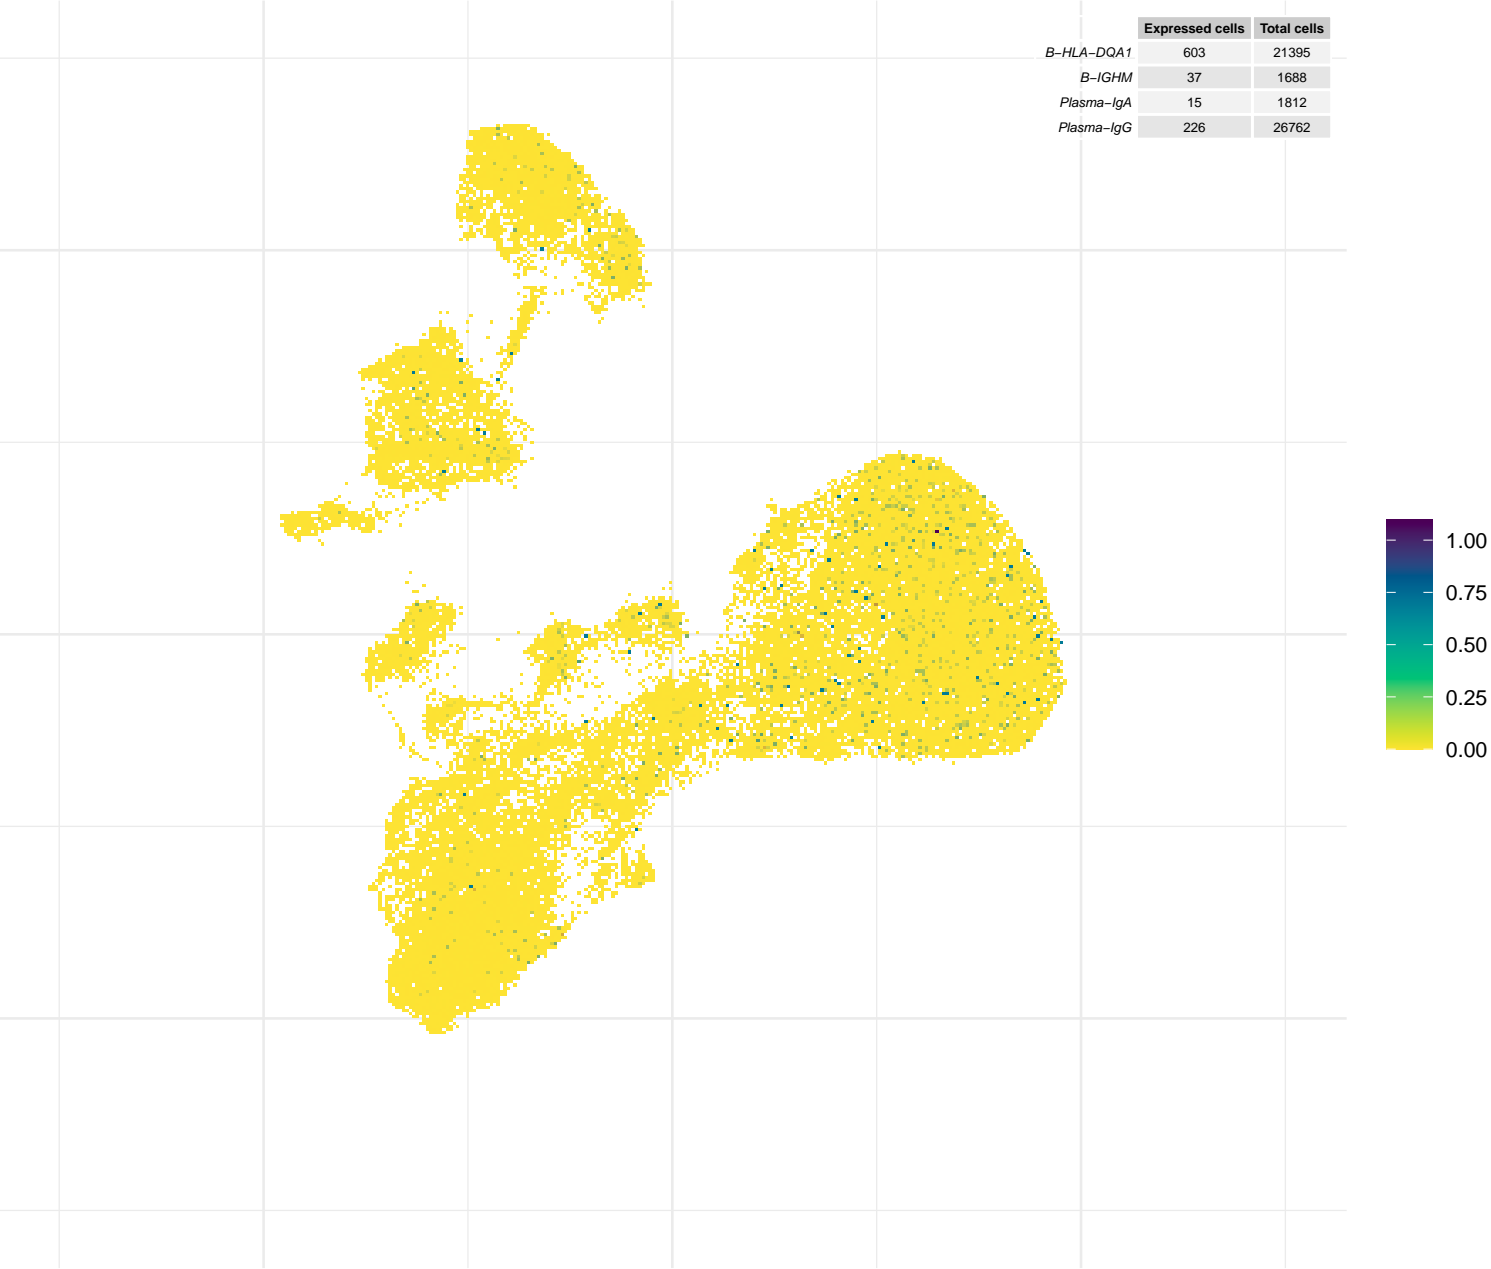 Expressed cells Total cells
B−HLA−DQA1 603 21395
B−IGHM 37 1688
Plasma−IgA 15 1812
Plasma−IgG 226 26762
1.00
0.75
0.50
0.25
0.00